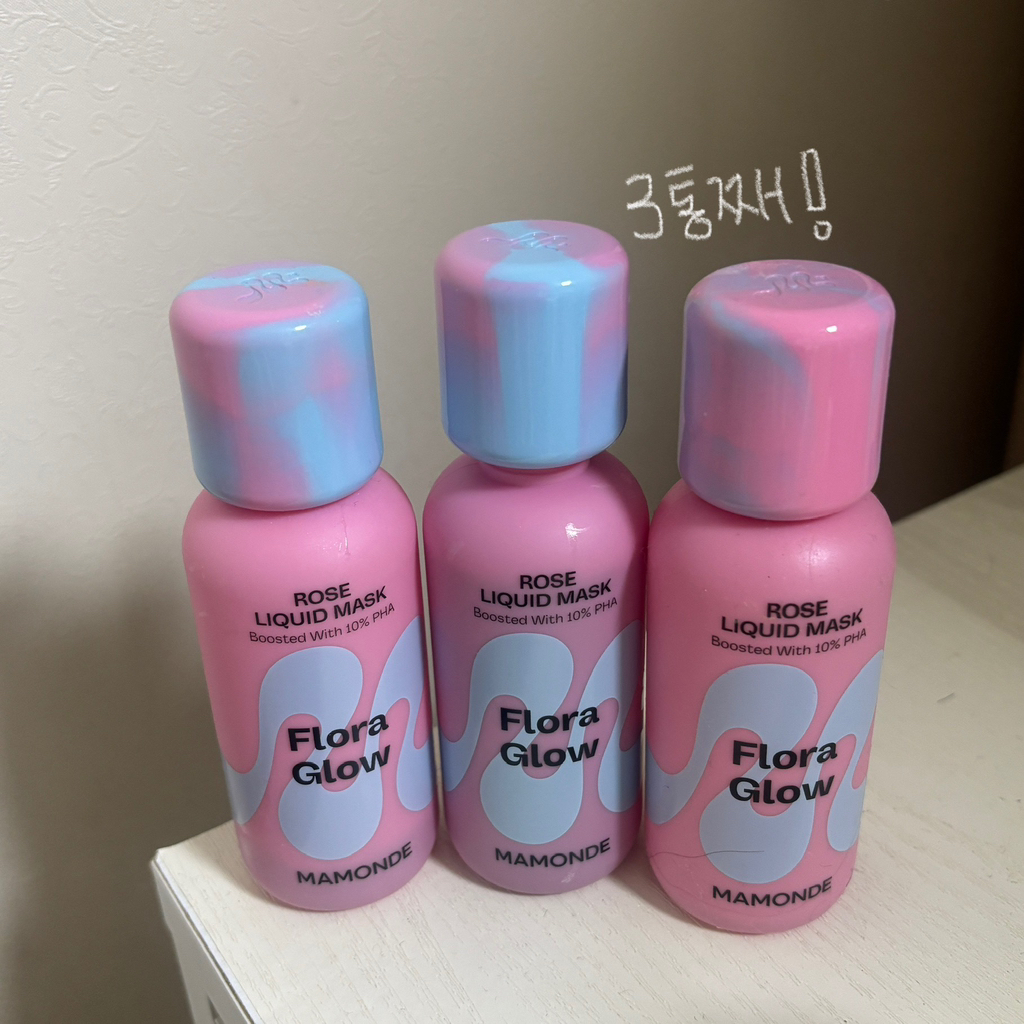 3통째!!
ROSE
LIQUID MASK
Boosted With 10% PHA
Flora
Glow
MAMONDE
ROSE
LIQUID MASK
Boosted With 10% PHA
Flora
Glow
MAMONDE
ROSE
LIQUID MASK
Boosted With 10% PHA
Flora
Glow
MAMONDE